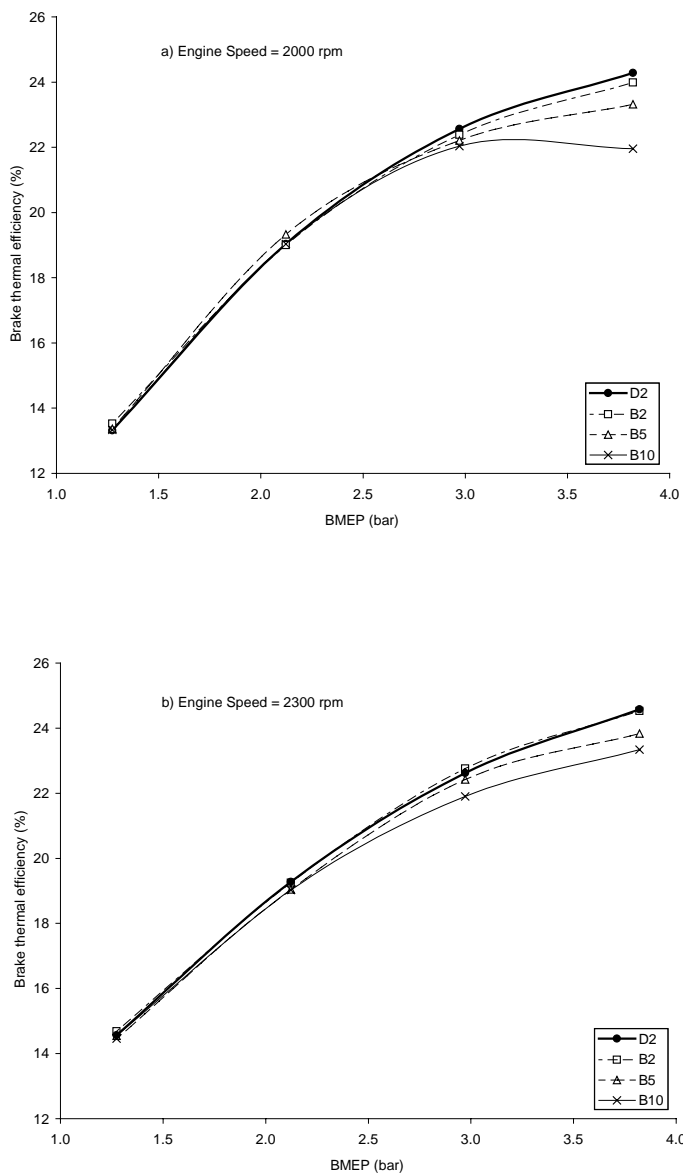 26
24
22
20
18
16
14
12
Brake thermal efficiency (%)
a) Engine Speed = 2000 rpm
D2
B2
B5
B10
1.0 1.5 2.0 2.5 3.0 3.5 4.0
BMEP (bar)
26
24
22
20
18
16
14
12
Brake thermal efficiency (%)
b) Engine Speed = 2300 rpm
D2
B2
B5
B10
1.0 1.5 2.0 2.5 3.0 3.5 4.0
BMEP (bar)